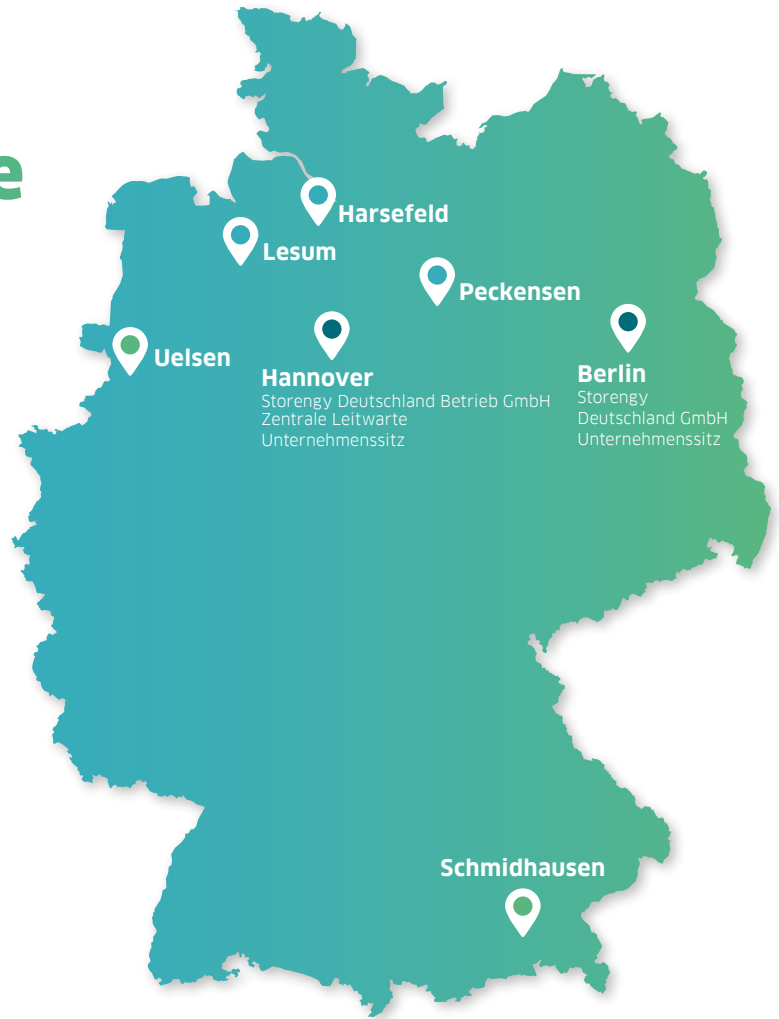 e
Harsefeld
Lesum
Peckensen
Uelsen
Hannover
Storengy Deutschland Betrieb GmbH
Zentrale Leitwarte
Unternehmenssitz
Berlin
Storengy
Deutschland GmbH
Unternehmenssitz
Schmidhausen